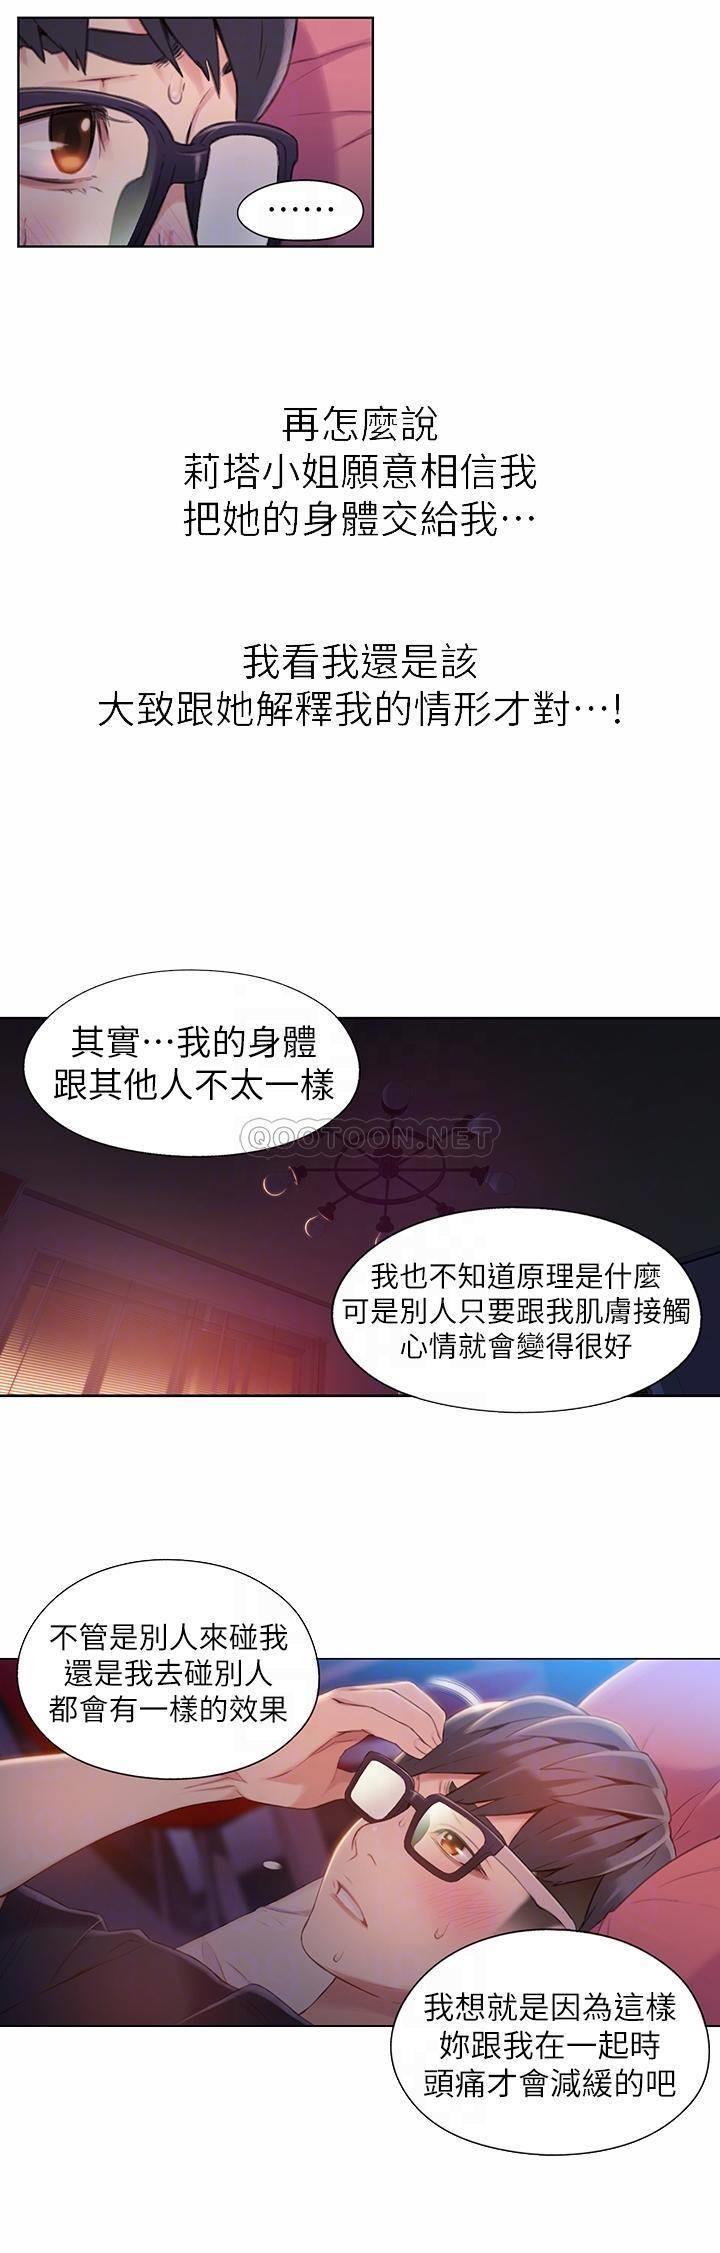 ……
再怎麼說
莉塔小姐願意相信我
把她的身體交給我…
我看我還是該
大致跟她解釋我的情形才對…!
其實…我的身體
跟其他人不太一樣
QOOTOON.NET
我也不知道原理是什麼
可是別人只要跟我肌膚接觸
心情就會變得很好
不管是別人來碰我
還是我去碰別人
都會有一樣的效果
我想就是因為這樣
妳跟我在一起時
頭痛才會減緩的吧